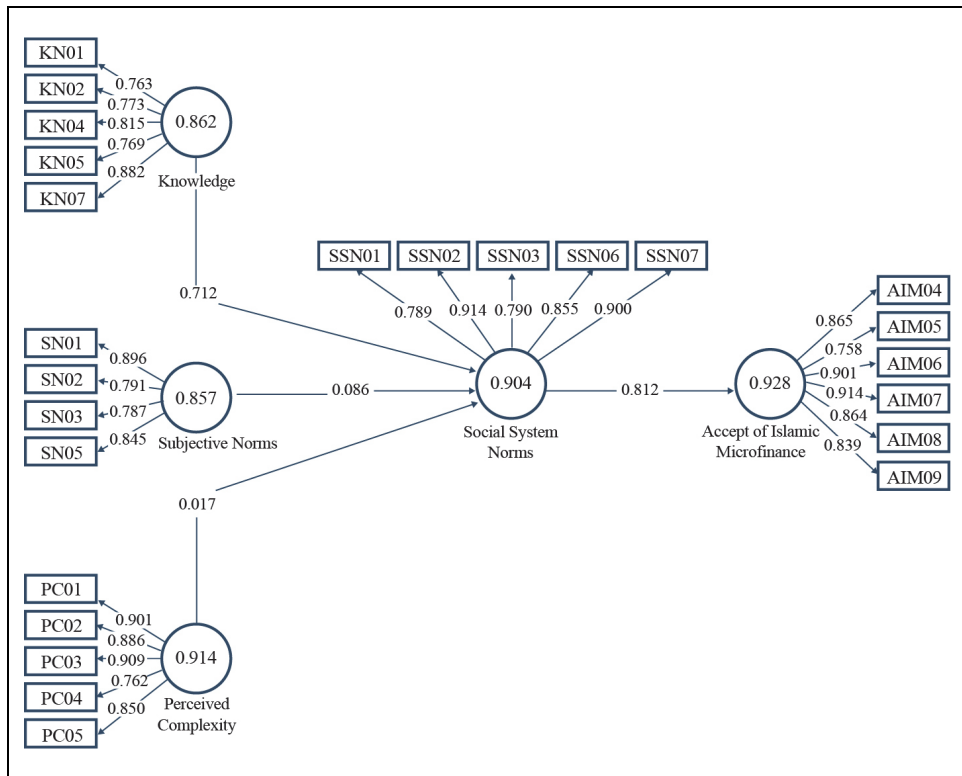 KN01
0.763
KN02
0.773
KN04
0.815
KN05
0.769
KN07
0.882
0.862
Knowledge
0.712
SSN01
SSN02
SSN03
SSN06
SSN07
0.789
0.914
0.790
0.855
0.900
SN01
0.896
SN02
0.791
SN03
0.787
SN05
0.845
0.857
Subjective Norms
0.086
0.904
Social System
Norms
0.812
0.928
Accept of Islamic
Microfinance
AIM04
0.865
AIM05
0.758
AIM06
0.901
AIM07
0.914
AIM08
0.864
AIM09
0.839
0.017
PC01
0.901
PC02
0.886
PC03
0.909
PC04
0.762
PC05
0.850
0.914
Perceived
Complexity